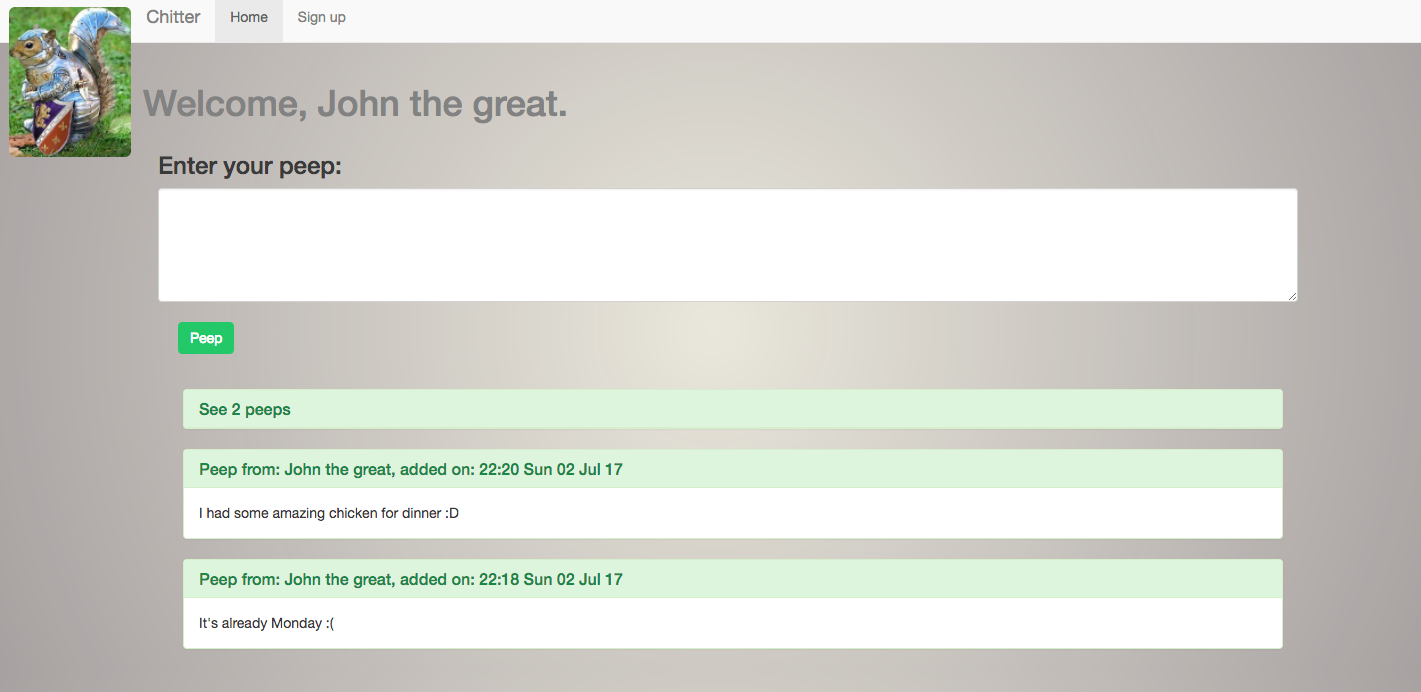 Chitter Home Sign up
Welcome, John the great.
Enter your peep:
Peep
See 2 peeps
Peep from: John the great, added on: 22:20 Sun 02 Jul 17
I had some amazing chicken for dinner :D
Peep from: John the great, added on: 22:18 Sun 02 Jul 17
It's already Monday :(